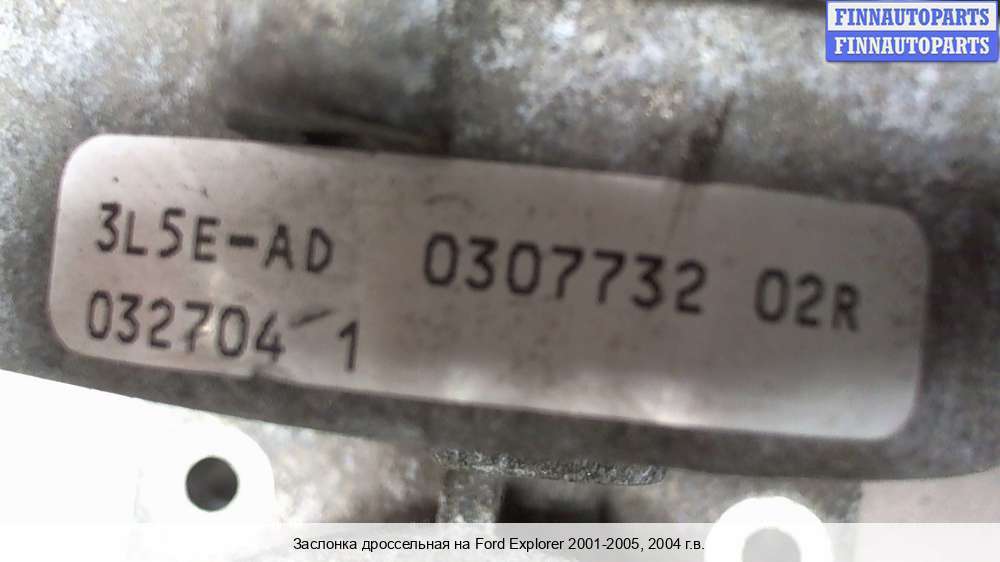 FINNAUTOPARTS
FINNAUTOPARTS
3L5E-AD 0307732 02R
032704 1
Заслонка дроссельная на Ford Explorer 2001-2005, 2004 г.в.